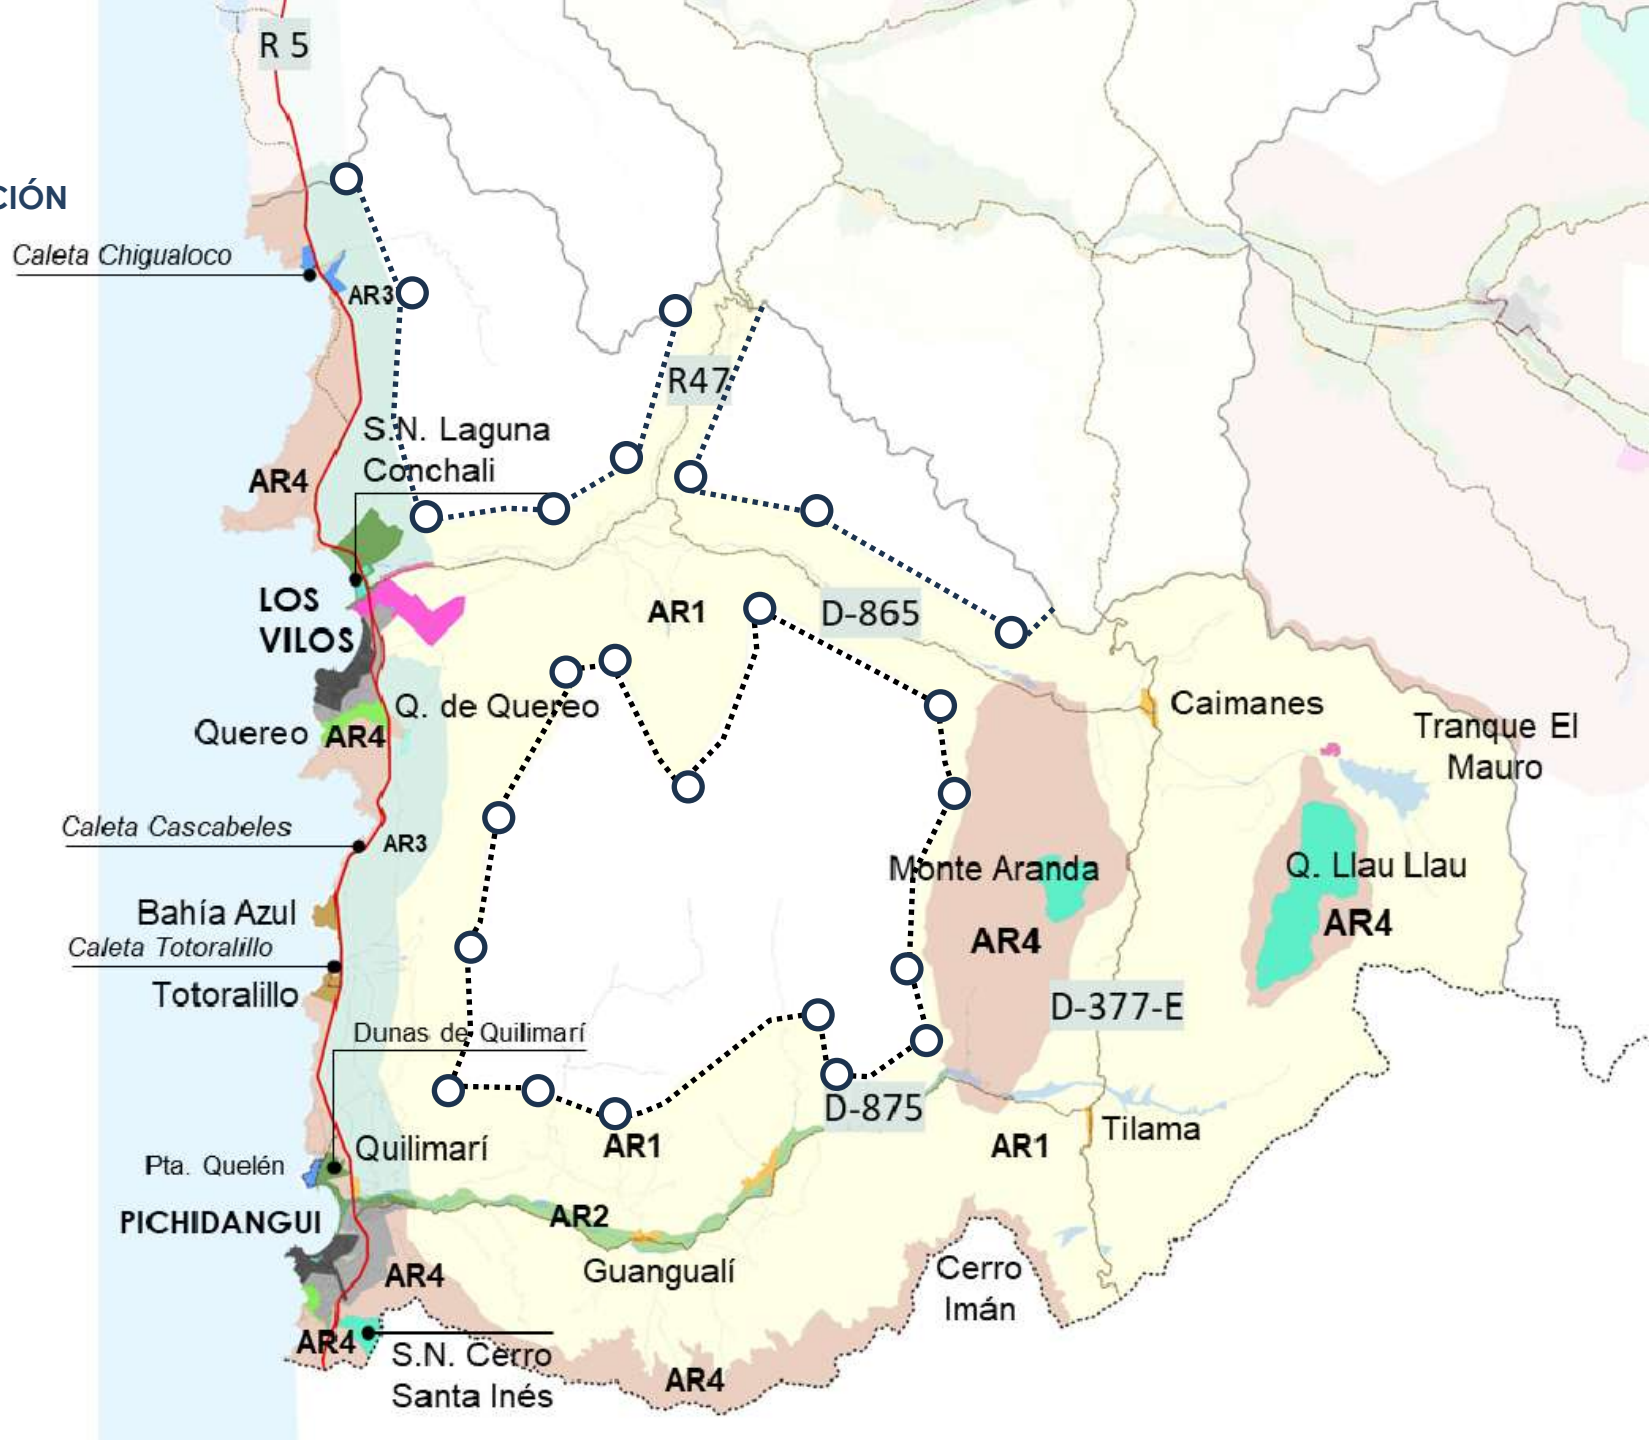 R 5
CIÓN
Caleta Chigualoco
AR3
R47
S.N. Laguna
Conchali
AR4
LOS
VILOS
AR1
D-865
Q. de Quereo
Quereo
AR4
Caimanes
Tranque El
Mauro
Caleta Cascabeles
AR3
Monte Aranda
AR4
Q. Llau Llau
AR4
Bahía Azul
Caleta Totoralillo
Totoralillo
D-377-E
Dunas de Quilimarí
D-875
Quilimarí
AR1
AR1
Tilama
Pta. Quelén
PICHIDANGUI
AR2
Guangualí
AR4
Cerro
Imán
AR4
S.N. Cerro
Santa Inés
AR4